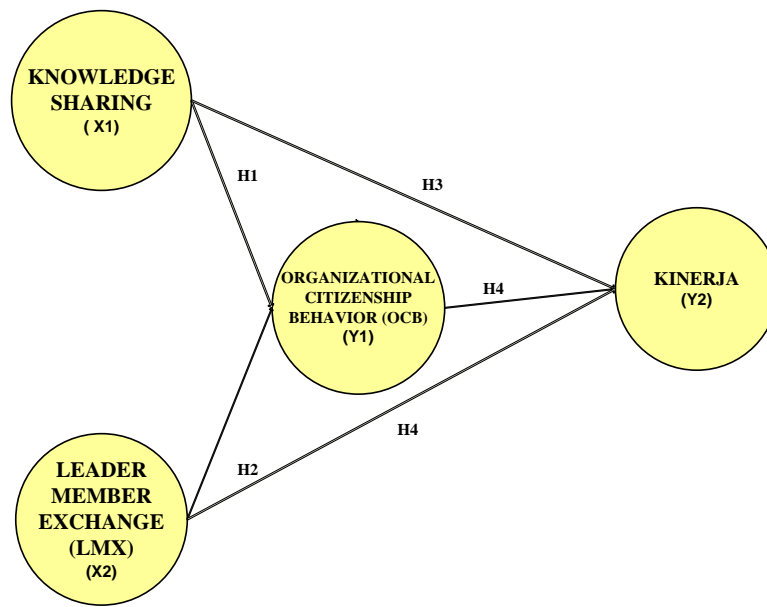 KNOWLEDGE
SHARING
( X1)
H1
H3
ORGANIZATIONAL
CITIZENSHIP
BEHAVIOR (OCB)
(Y1)
H4
KINERJA
(Y2)
H4
H2
LEADER
MEMBER
EXCHANGE
(LMX)
(X2)